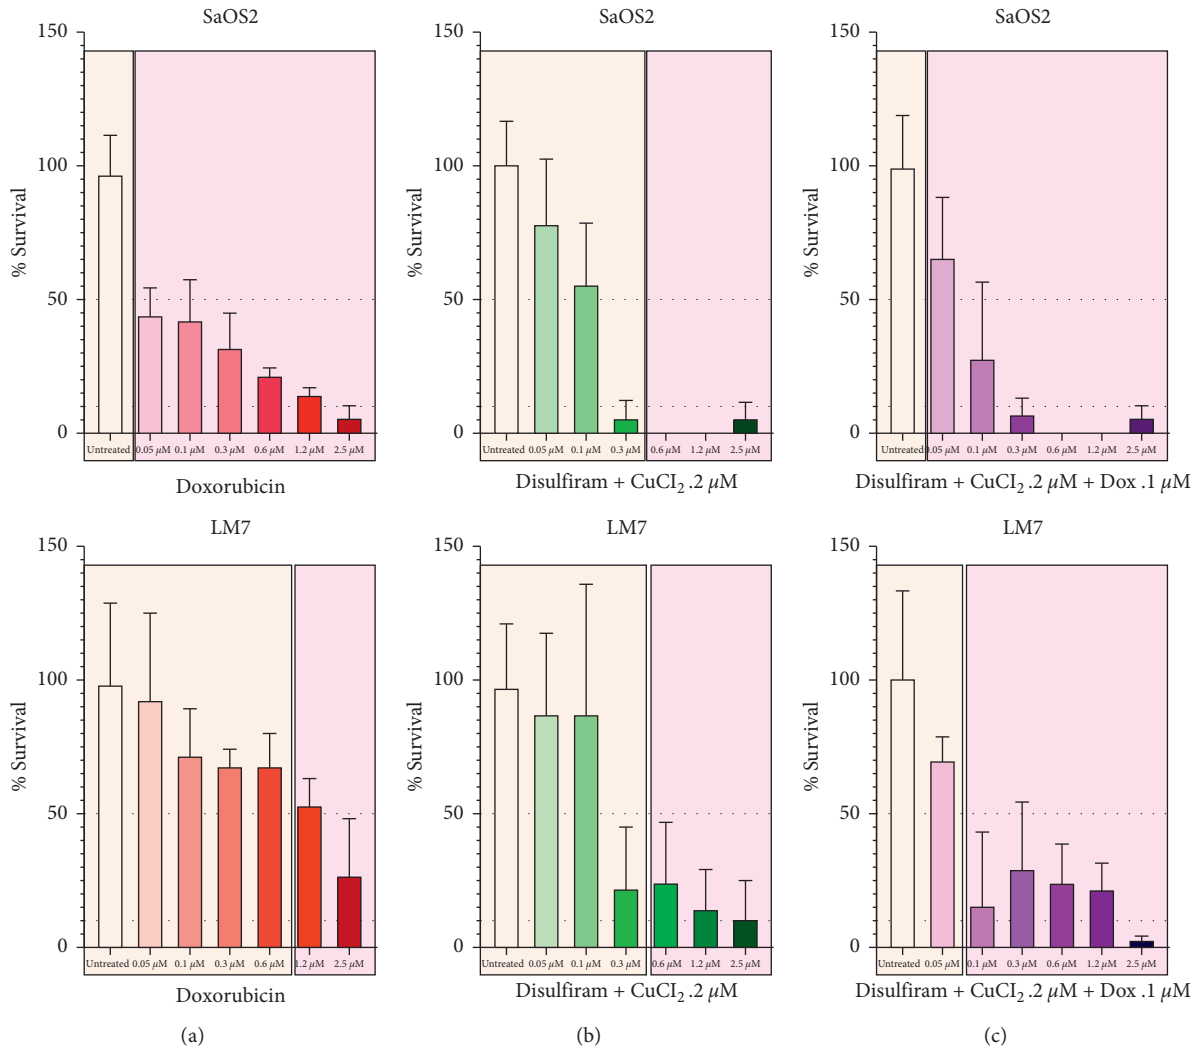 SaOS2
150
100
50
0
% Survival
Untreated 0.05 μM 0.1 μM 0.3 μM 0.6 μM 1.2 μM 2.5 μM
Doxorubicin
SaOS2
150
100
50
0
% Survival
Untreated 0.05 μM 0.1 μM 0.3 μM 0.6 μM 1.2 μM 2.5 μM
Disulfiram + CuCI₂ .2 μM
SaOS2
150
100
50
0
% Survival
Untreated 0.05 μM 0.1 μM 0.3 μM 0.6 μM 1.2 μM 2.5 μM
Disulfiram + CuCI₂ .2 μM + Dox .1 μM
LM7
150
100
50
0
% Survival
Untreated 0.05 μM 0.1 μM 0.3 μM 0.6 μM 1.2 μM 2.5 μM
Doxorubicin
(a)
LM7
150
100
50
0
% Survival
Untreated 0.05 μM 0.1 μM 0.3 μM 0.6 μM 1.2 μM 2.5 μM
Disulfiram + CuCI₂ .2 μM
(b)
LM7
150
100
50
0
% Survival
Untreated 0.05 μM 0.1 μM 0.3 μM 0.6 μM 1.2 μM 2.5 μM
Disulfiram + CuCI₂ .2 μM + Dox .1 μM
(c)